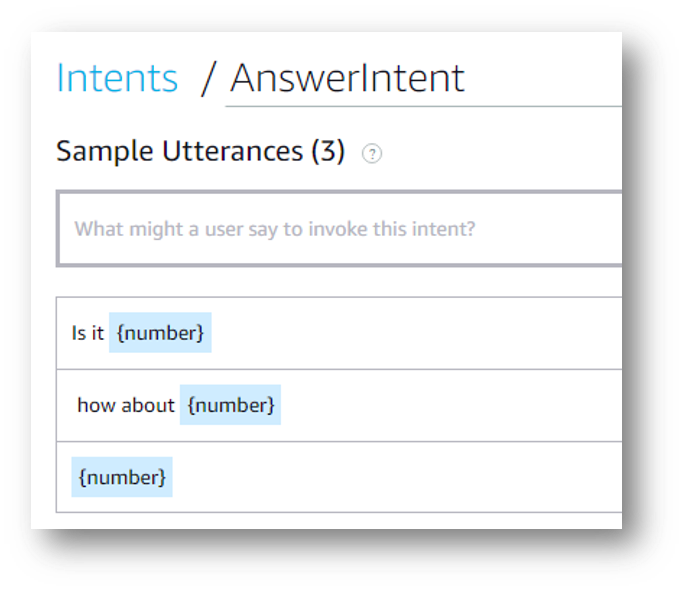 Intents / AnswerIntent
Sample Utterances (3) ?
What might a user say to invoke this intent?
Is it {number}
how about {number}
{number}